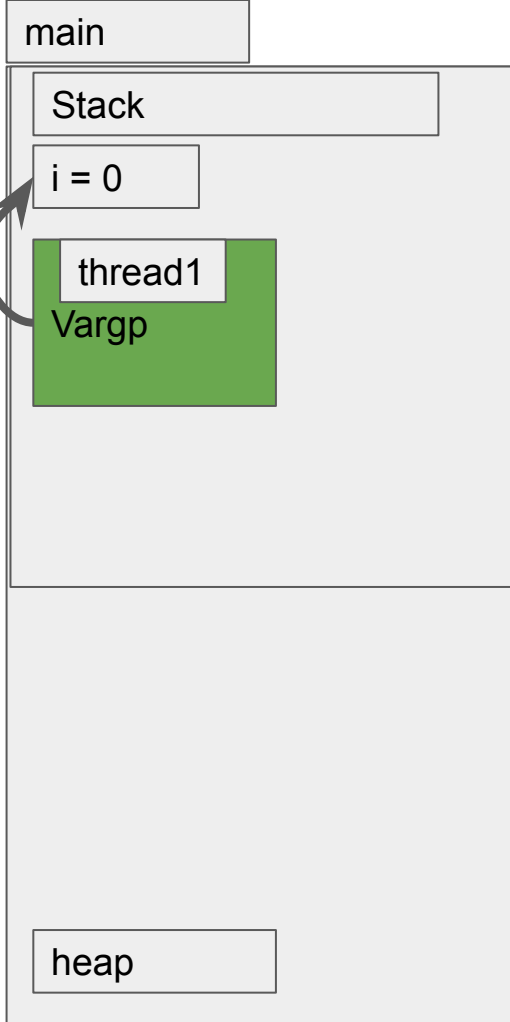 main
Stack
i = 0
thread1
Vargp
heap